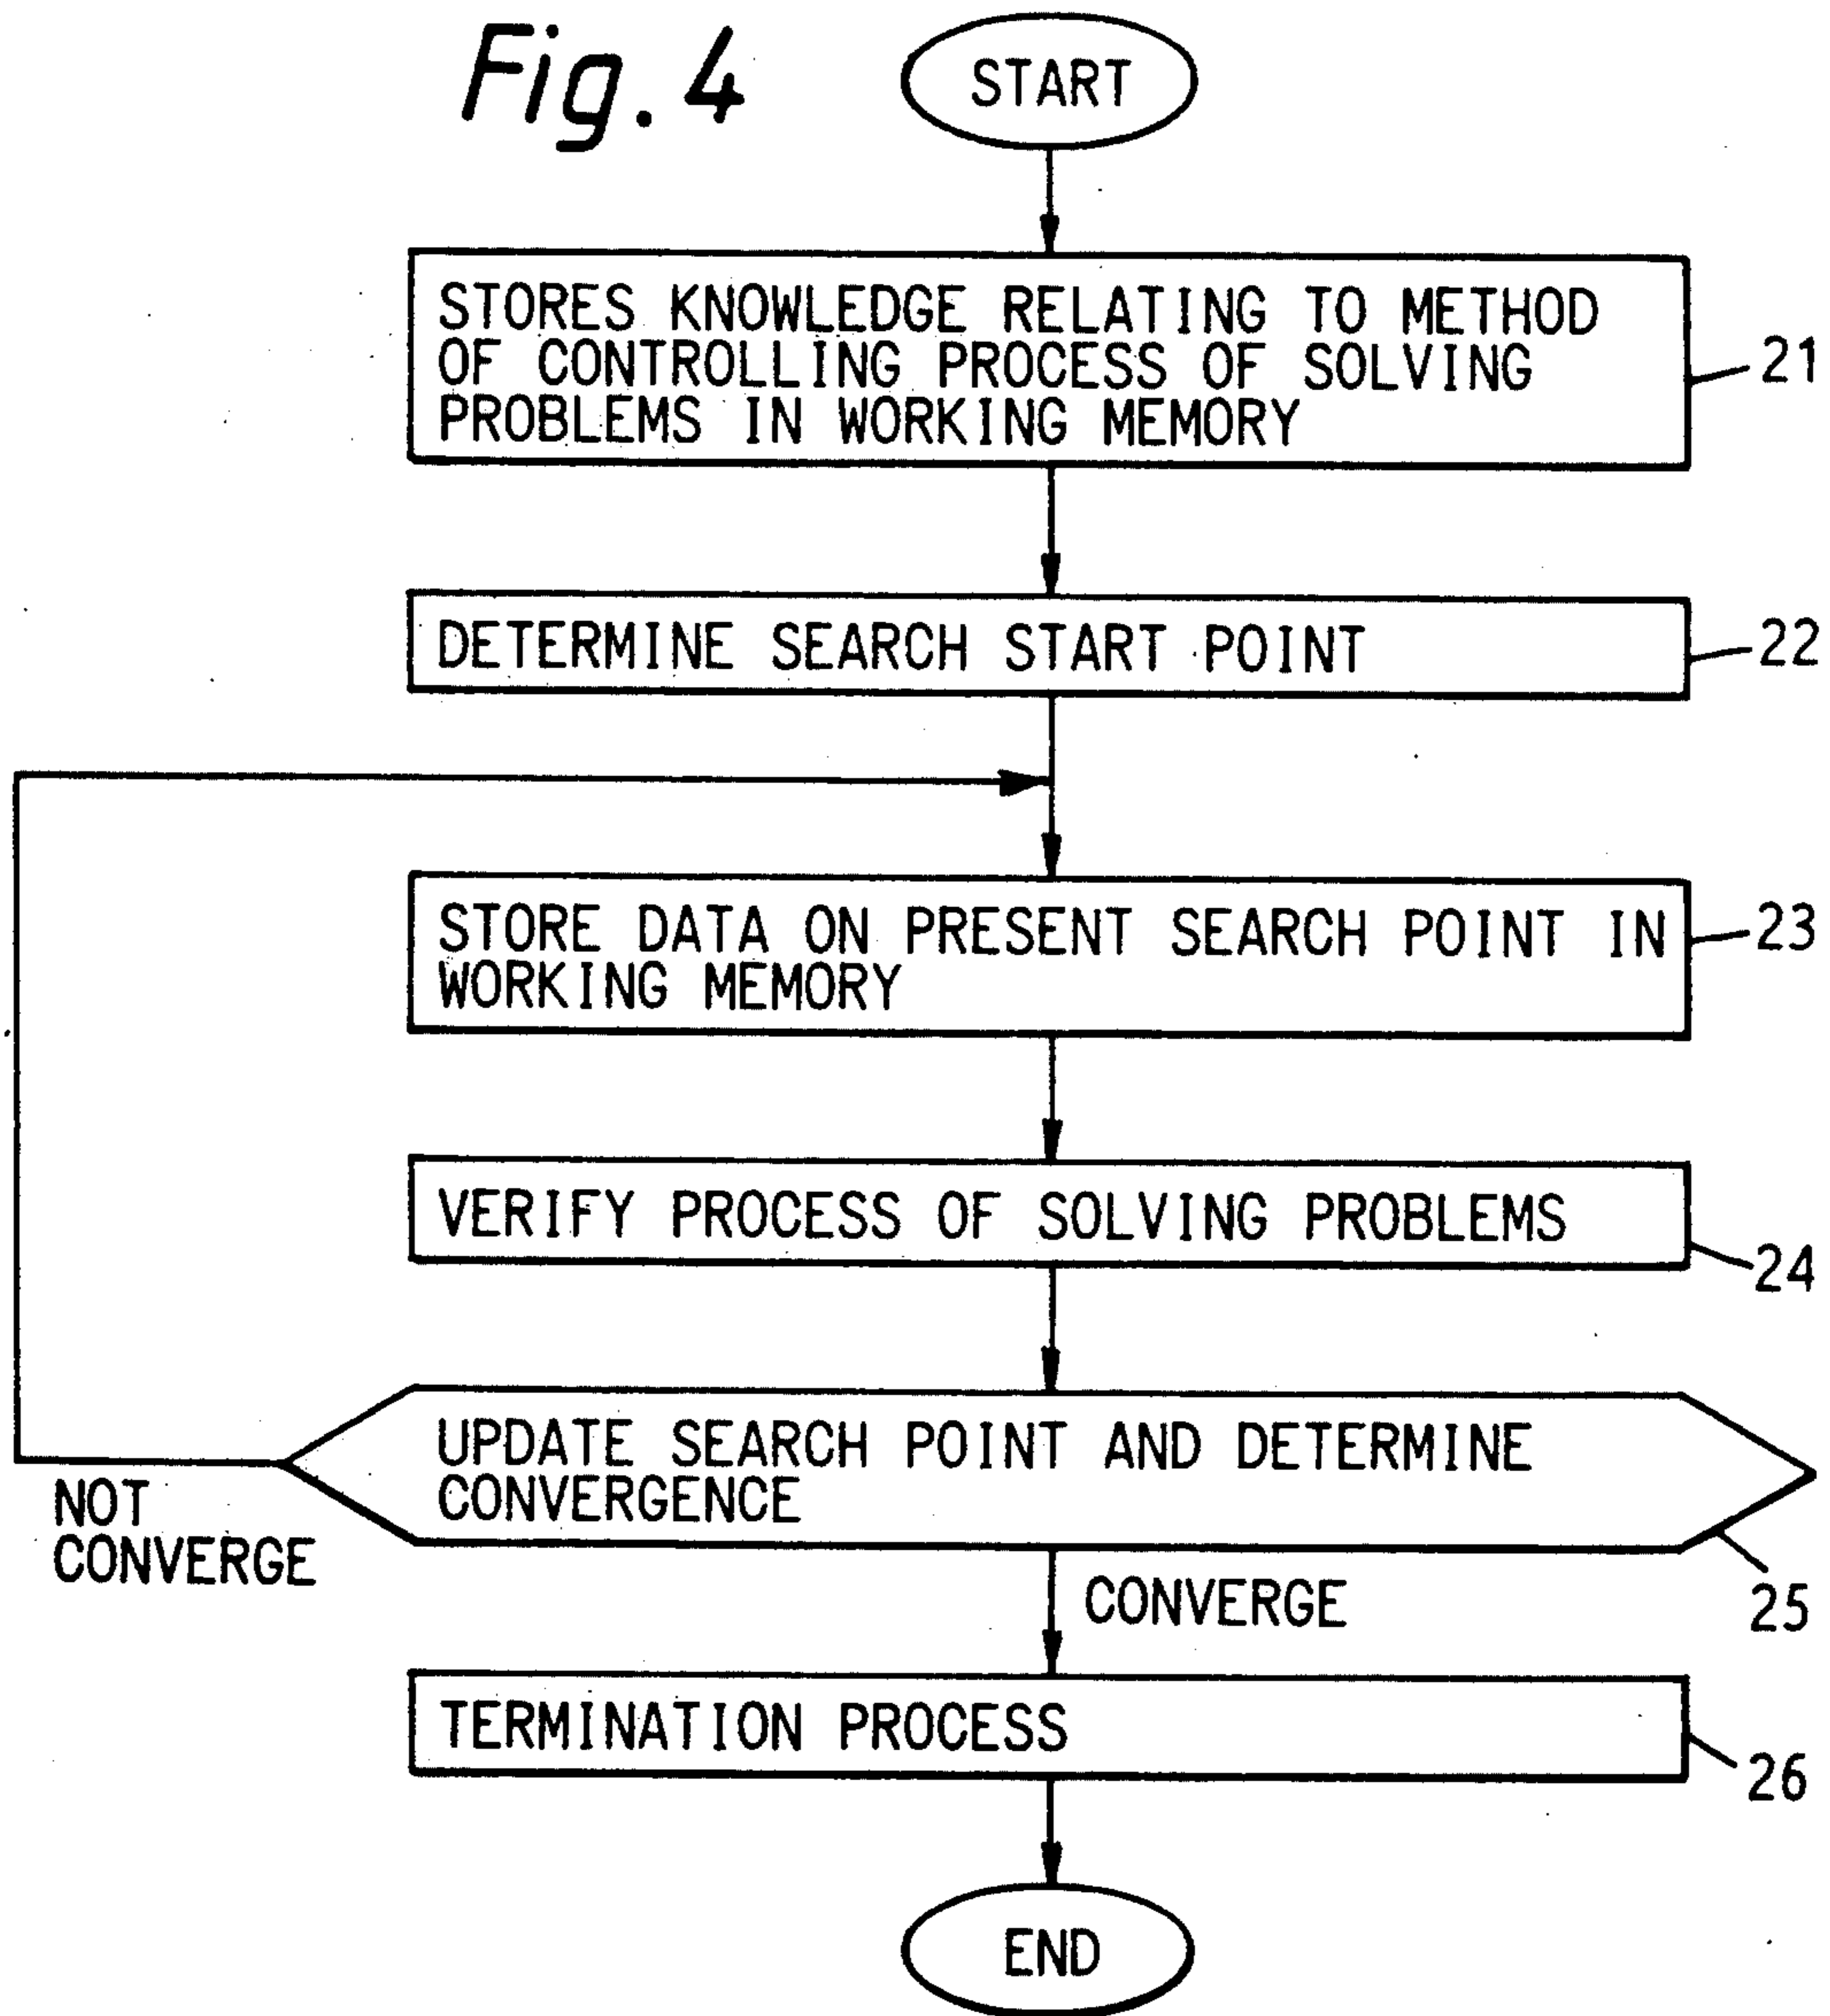 Fig. 4
START
STORES KNOWLEDGE RELATING TO METHOD
OF CONTROLLING PROCESS OF SOLVING
PROBLEMS IN WORKING MEMORY
21
DETERMINE SEARCH START POINT
22
STORE DATA ON PRESENT SEARCH POINT IN
WORKING MEMORY
23
VERIFY PROCESS OF SOLVING PROBLEMS
24
UPDATE SEARCH POINT AND DETERMINE
CONVERGENCE
25
NOT
CONVERGE
CONVERGE
TERMINATION PROCESS
26
END